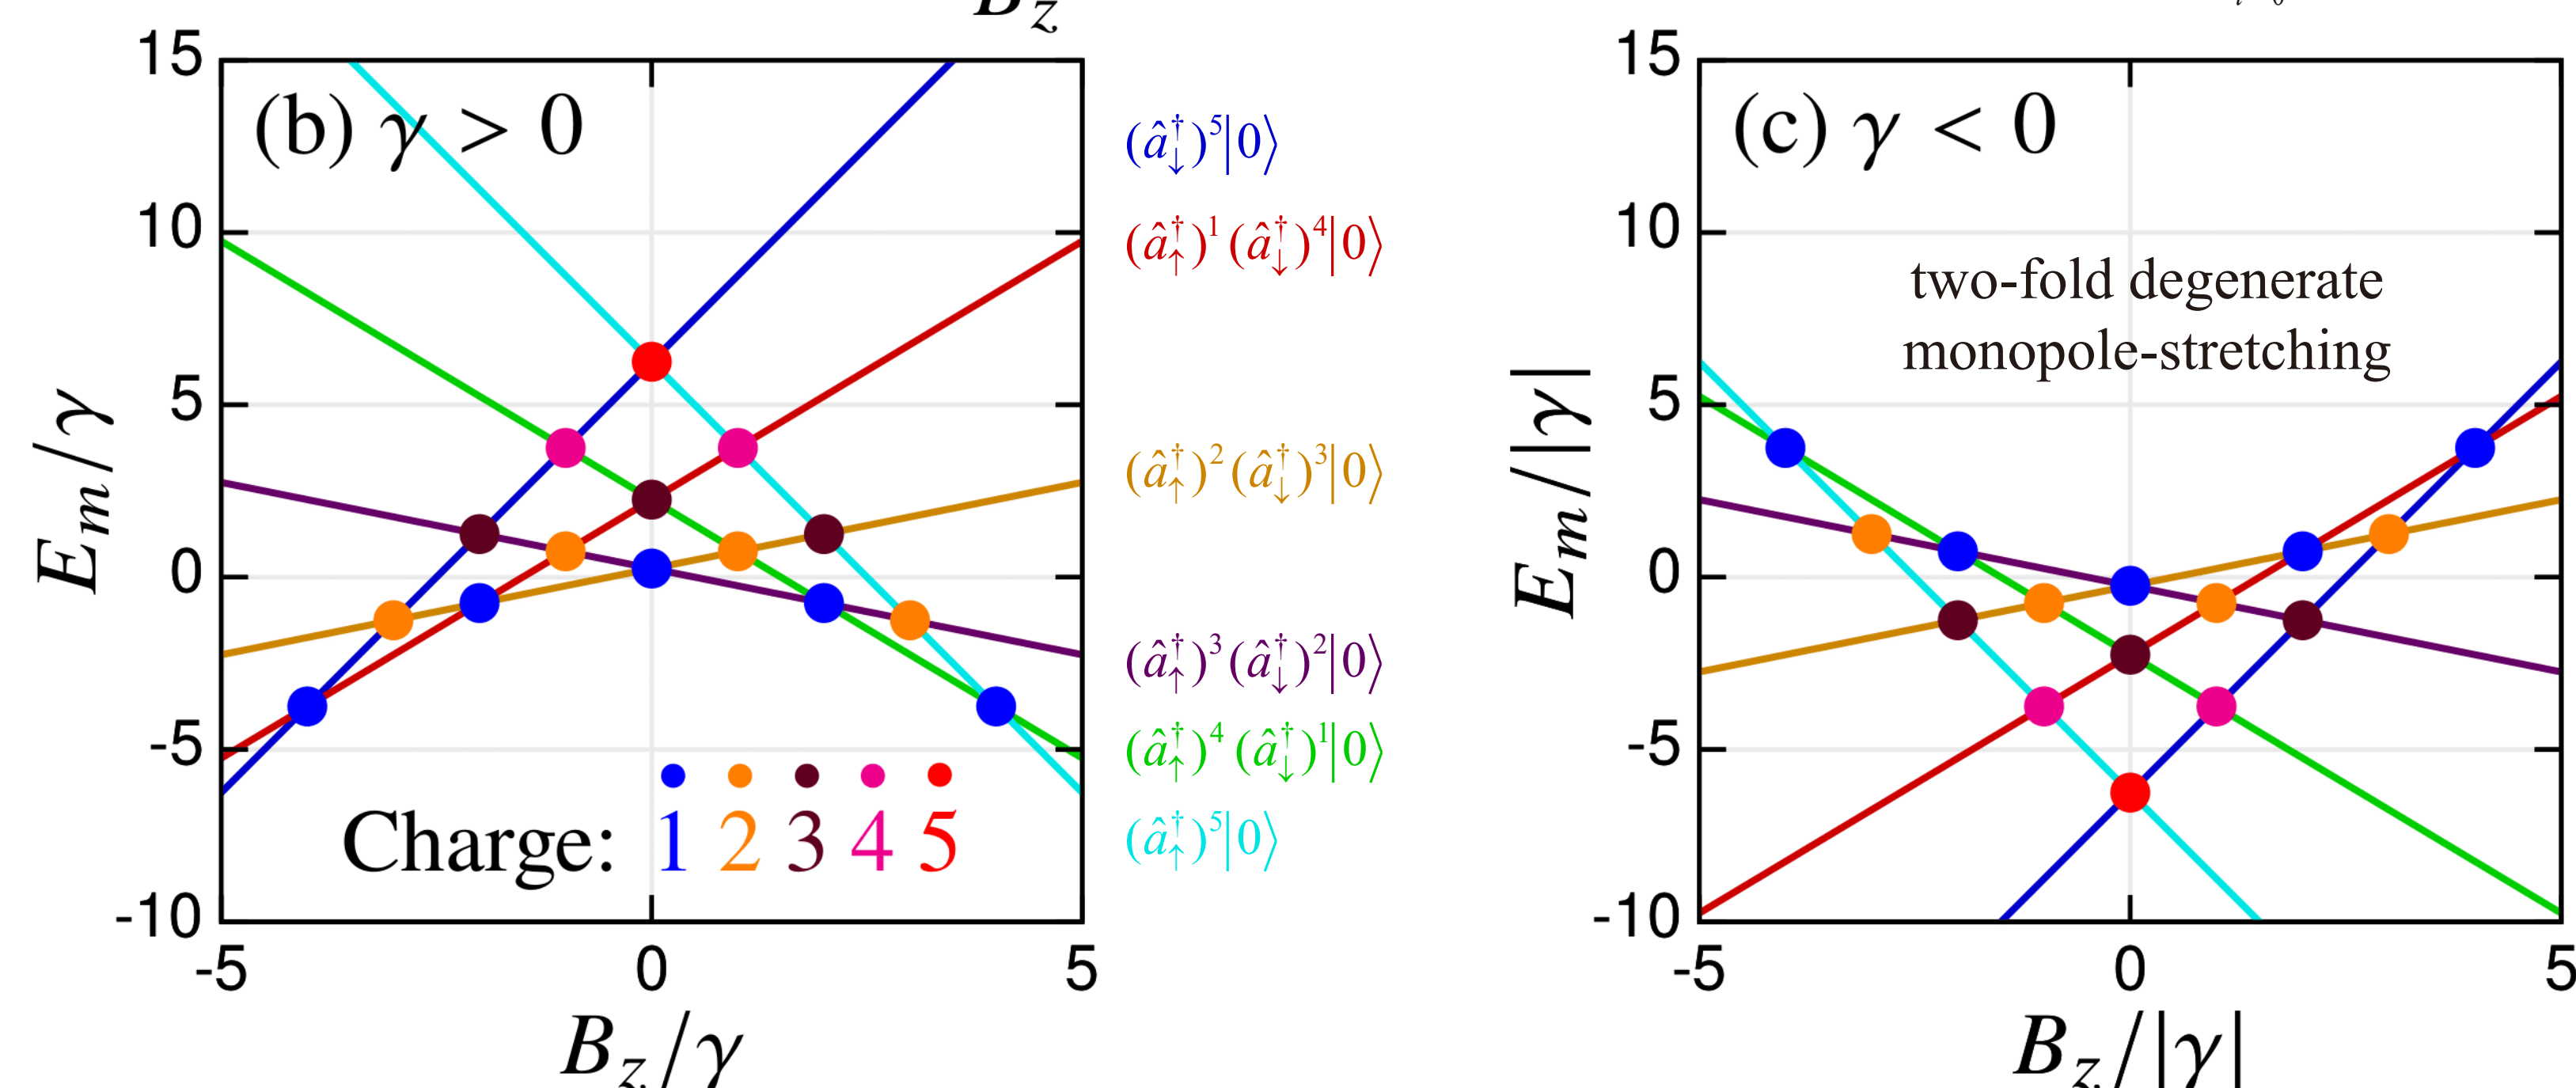 B_z
(b) γ > 0
15
10
5
0
-5
-10
E_m/γ
-5 0 5
B_z/γ
Charge: 1 2 3 4 5
(â†↓)⁵|0⟩
(â†↑)¹(â†↓)⁴|0⟩
(â†↑)²(â†↓)³|0⟩
(â†↑)³(â†↓)²|0⟩
(â†↑)⁴(â†↓)¹|0⟩
(â†↑)⁵|0⟩
(c) γ < 0
two-fold degenerate
monopole-stretching
15
10
5
0
-5
-10
E_m/|γ|
-5 0 5
B_z/|γ|